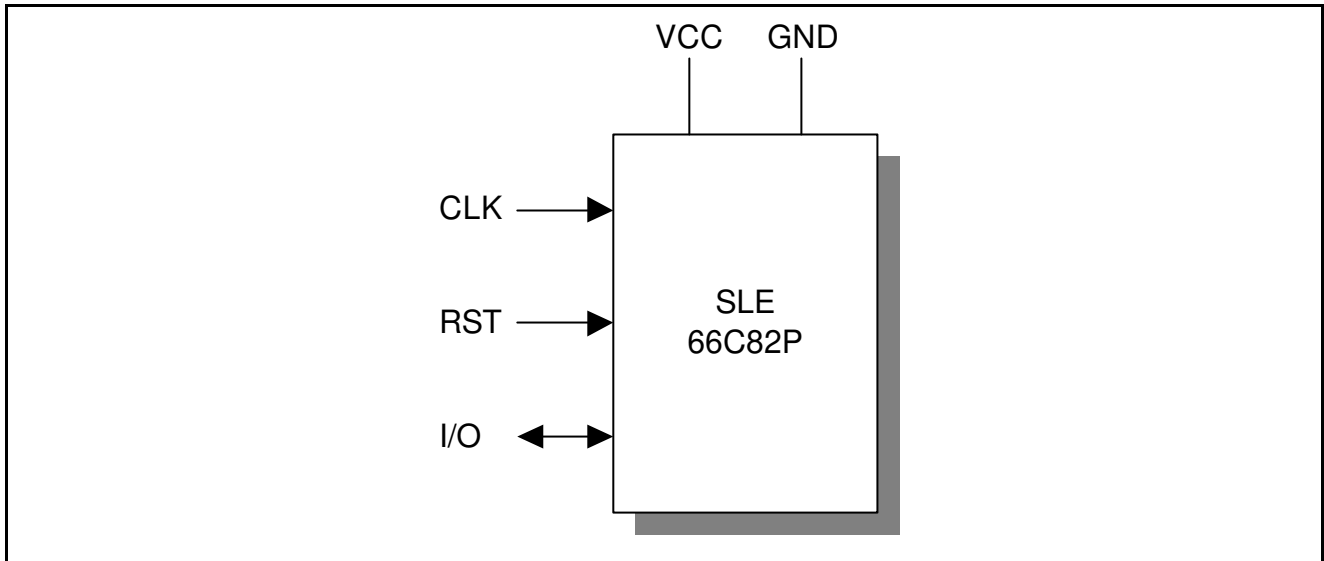 VCC GND
CLK
RST
I/O
SLE
66C82P